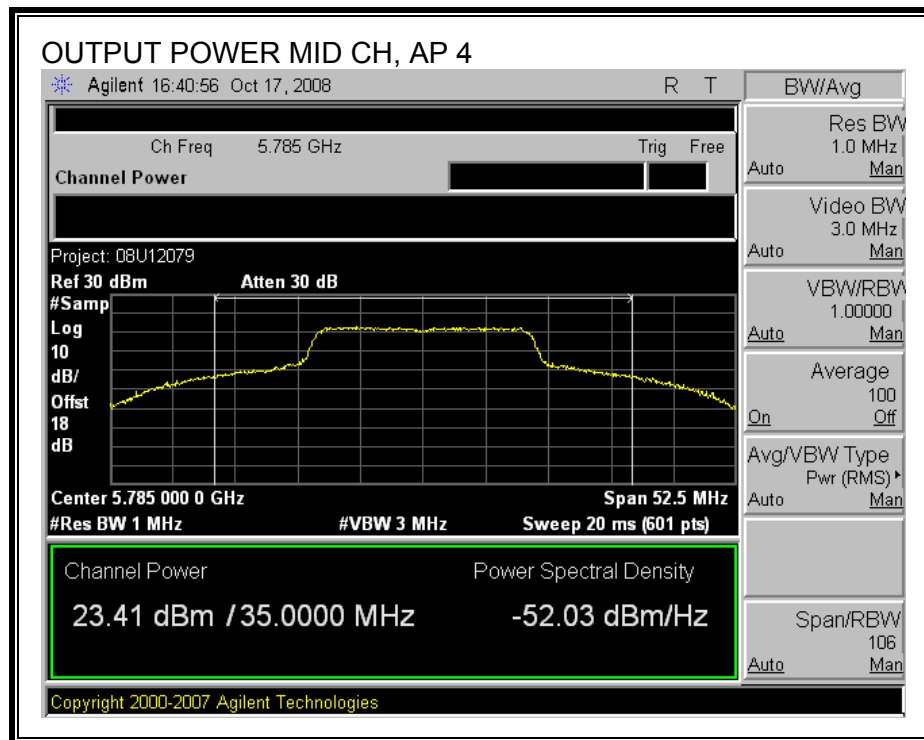 OUTPUT POWER MID CH, AP 4
Agilent 16:40:56 Oct 17, 2008 R T
Ch Freq 5.785 GHz Trig Free
Channel Power
Project: 08U12079
Ref 30 dBm Atten 30 dB
#Samp
Log
10
dB/
Offst
18
dB
Center 5.785 000 0 GHz Span 52.5 MHz
#Res BW 1 MHz #VBW 3 MHz Sweep 20 ms (601 pts)
Channel Power Power Spectral Density
23.41 dBm / 35.0000 MHz -52.03 dBm/Hz
Copyright 2000-2007 Agilent Technologies
BW/Avg
Res BW
1.0 MHz
Auto Man
Video BW
3.0 MHz
Auto Man
VBW/RBW
1.00000
Auto Man
Average
100
On Off
Avg/VBW Type
Pwr (RMS)
Auto Man
Span/RBW
106
Auto Man